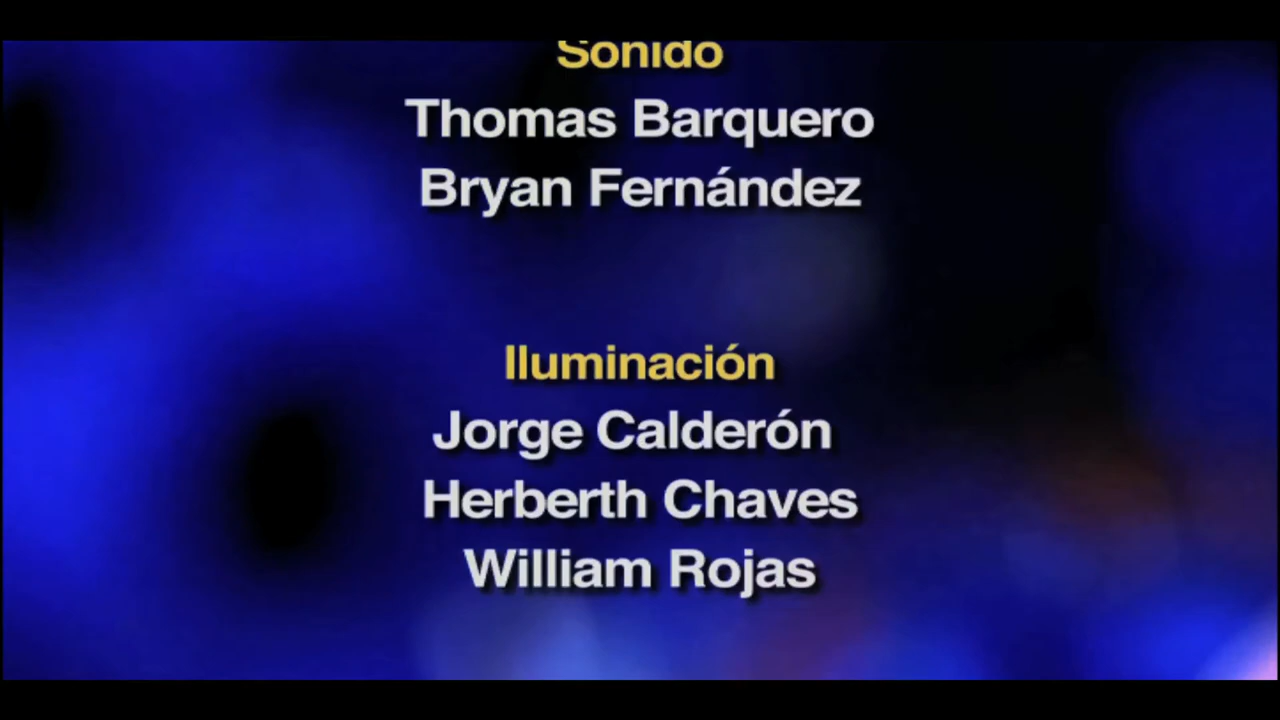 Sonido
Thomas Barquero
Bryan Fernández
Iluminación
Jorge Calderón
Herberth Chaves
William Rojas